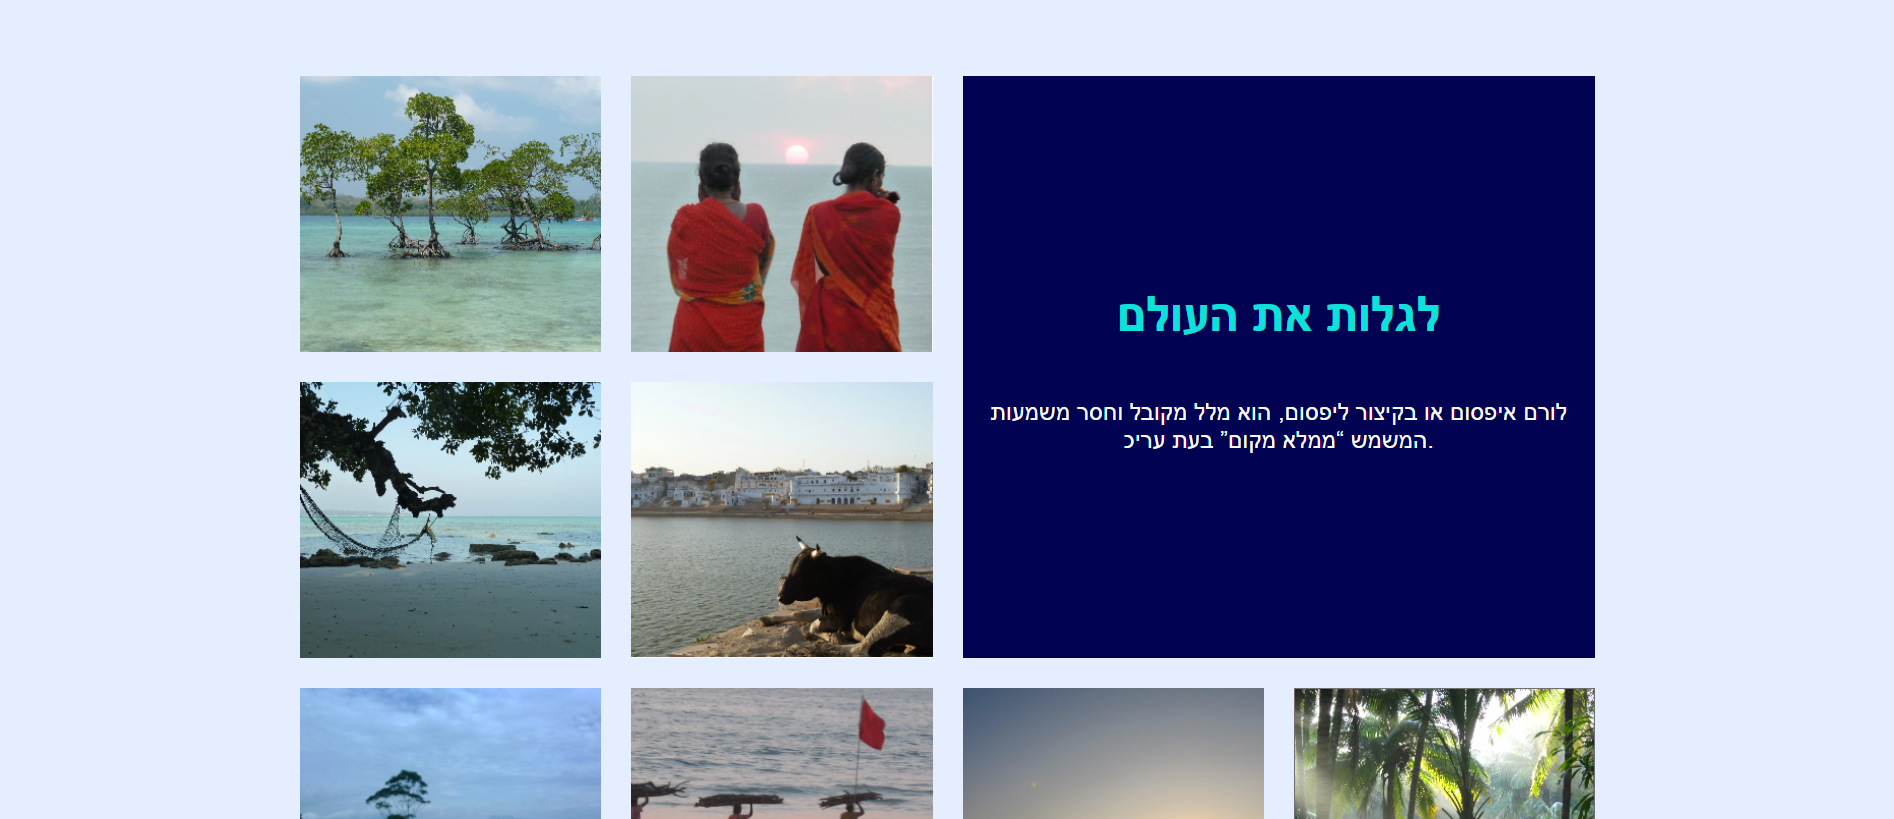 לגלות את העולם
לורם איפסום או בקיצור ליפסום, הוא מלל מקובל וחסר משמעות
המשמש “ממלא מקום” בעת עריכ.